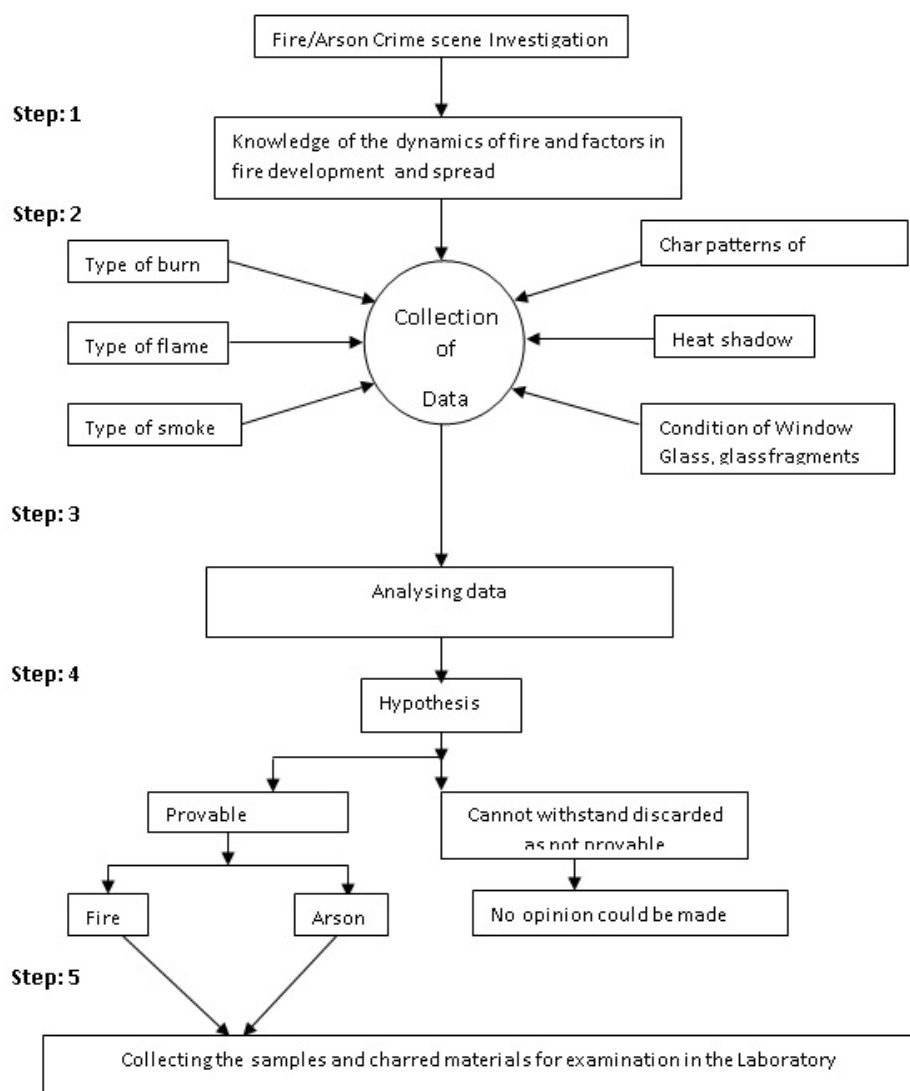 Fire/Arson Crime scene Investigation
Step: 1
Knowledge of the dynamics of fire and factors in
fire development and spread
Step: 2
Type of burn
Char patterns of
Collection
of
Data
Type of flame
Heat shadow
Type of smoke
Condition of Window
Glass, glass fragments
Step: 3
Analysing data
Step: 4
Hypothesis
Provable
Cannot withstand discarded
as not provable
Fire
Arson
No opinion could be made
Step: 5
Collecting the samples and charred materials for examination in the Laboratory